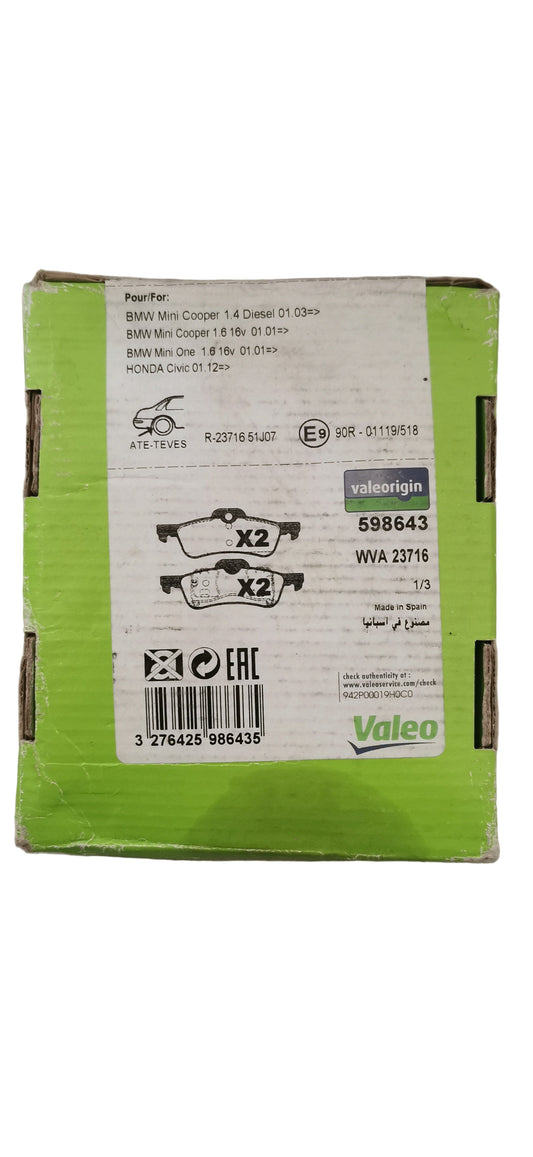 Pour/For:
BMW Mini Cooper 1.4 Diesel 01.03=>
BMW Mini Cooper 1.6 16v 01.01=>
BMW Mini One 1.6 16v 01.01=>
HONDA Civic 01.12=>
ATE-TEVES
R-23716 51J07
E9 90R - 01119/518
valeorigin
598643
X2
WVA 23716
X2
1/3
Made in Spain
مصنوع في اسبانيا
EAC
check authenticity at :
www.valeoservice.com/check
942P00019H0C0
3 276425 986435
Valeo